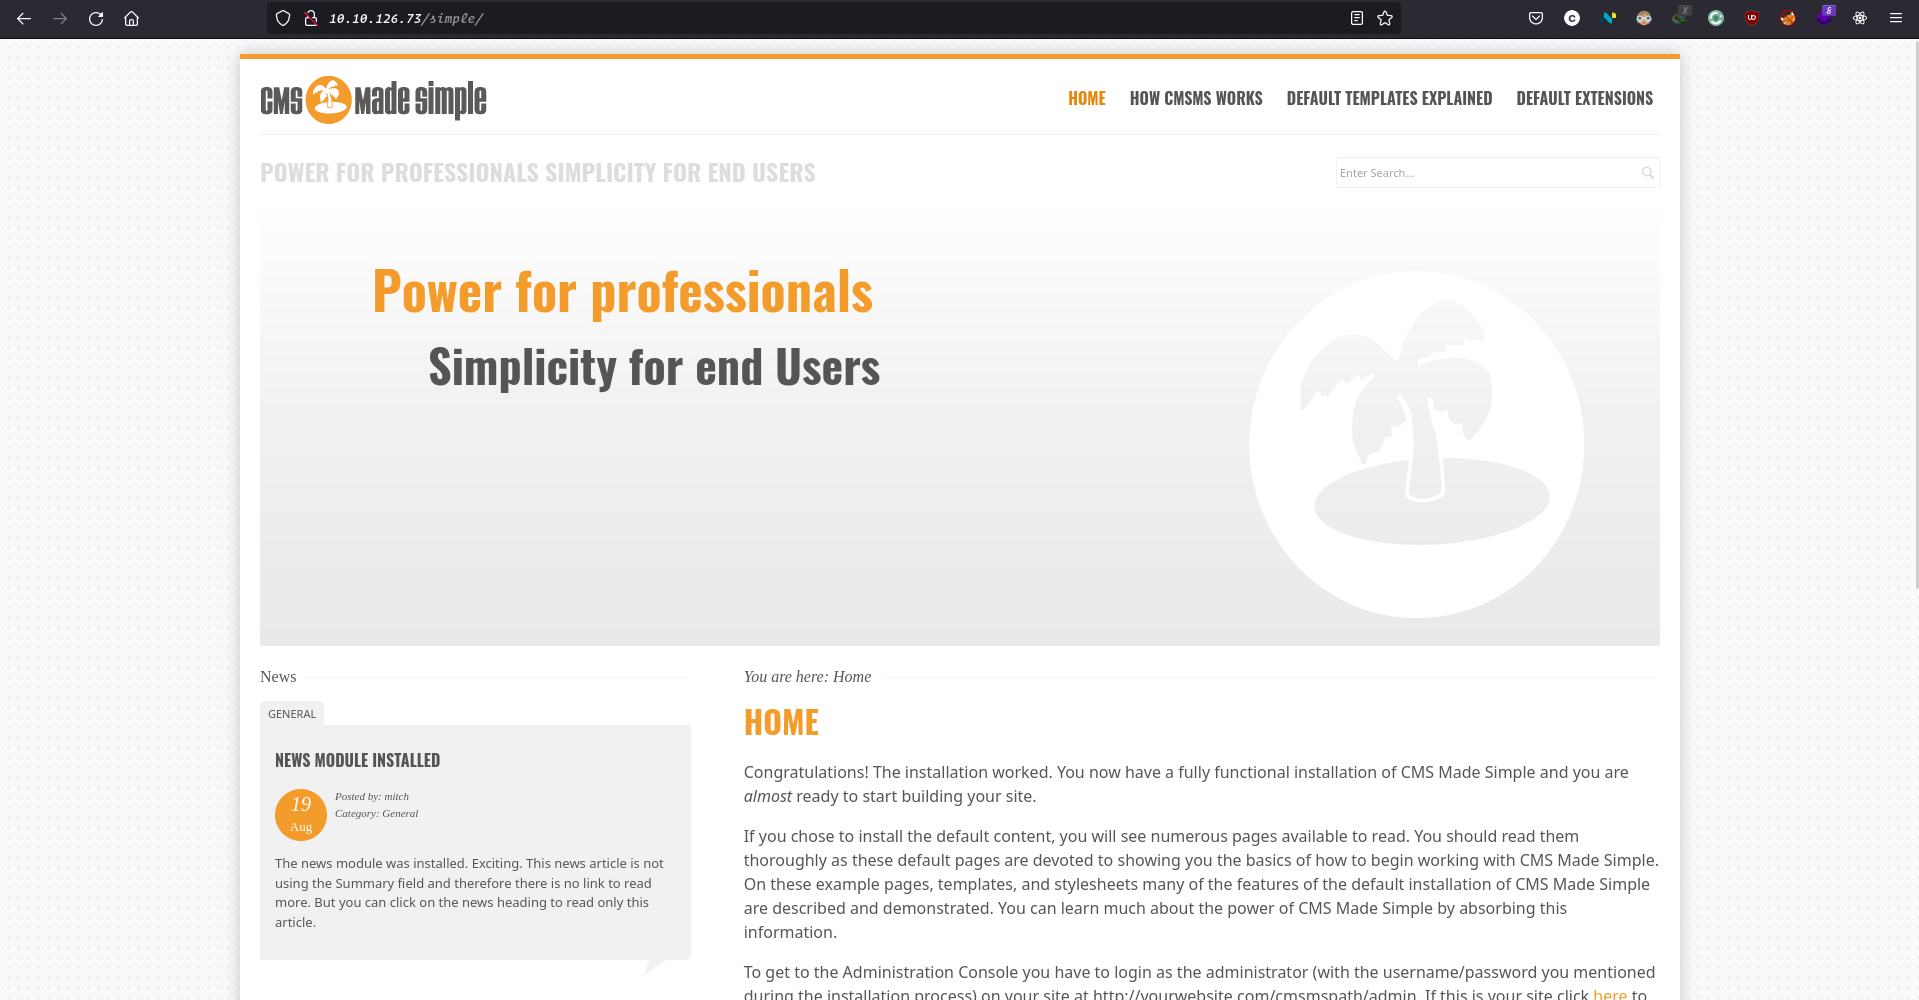 10.10.126.73/simple/
CMS Made Simple
HOME HOW CMSMS WORKS DEFAULT TEMPLATES EXPLAINED DEFAULT EXTENSIONS
POWER FOR PROFESSIONALS SIMPLICITY FOR END USERS
Enter Search...
Power for professionals
Simplicity for end Users
News
GENERAL
NEWS MODULE INSTALLED
19
Aug
Posted by: mitch
Category: General
The news module was installed. Exciting. This news article is not
using the Summary field and therefore there is no link to read
more. But you can click on the news heading to read only this
article.
You are here: Home
HOME
Congratulations! The installation worked. You now have a fully functional installation of CMS Made Simple and you are
almost ready to start building your site.
If you chose to install the default content, you will see numerous pages available to read. You should read them
thoroughly as these default pages are devoted to showing you the basics of how to begin working with CMS Made Simple.
On these example pages, templates, and stylesheets many of the features of the default installation of CMS Made Simple
are described and demonstrated. You can learn much about the power of CMS Made Simple by absorbing this
information.
To get to the Administration Console you have to login as the administrator (with the username/password you mentioned
during the installation process) on your site at http://yourwebsite.com/cmsmspath/admin. If this is your site click here to